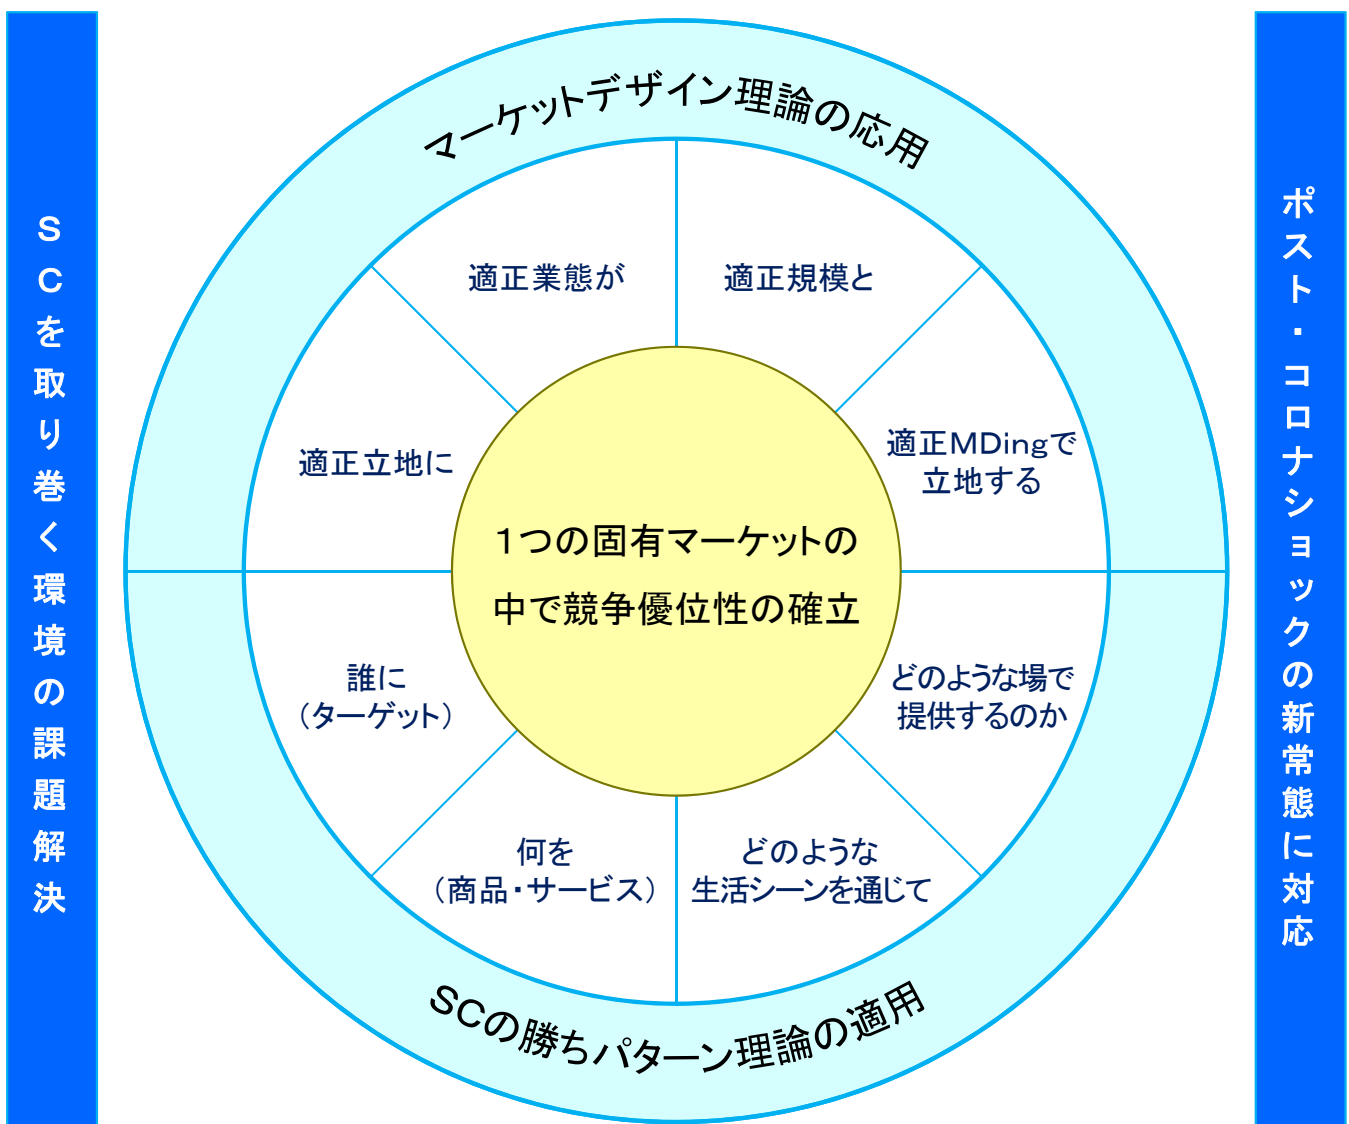 SCを取り巻く環境の課題解決
マーケットデザイン理論の応用
適正立地に
適正業態が
適正規模と
適正MDingで
立地する
1つの固有マーケットの
中で競争優位性の確立
誰に
(ターゲット)
何を
(商品・サービス)
どのような
生活シーンを通じて
どのような場で
提供するのか
SCの勝ちパターン理論の適用
ポスト・コロナショックの新常態に対応